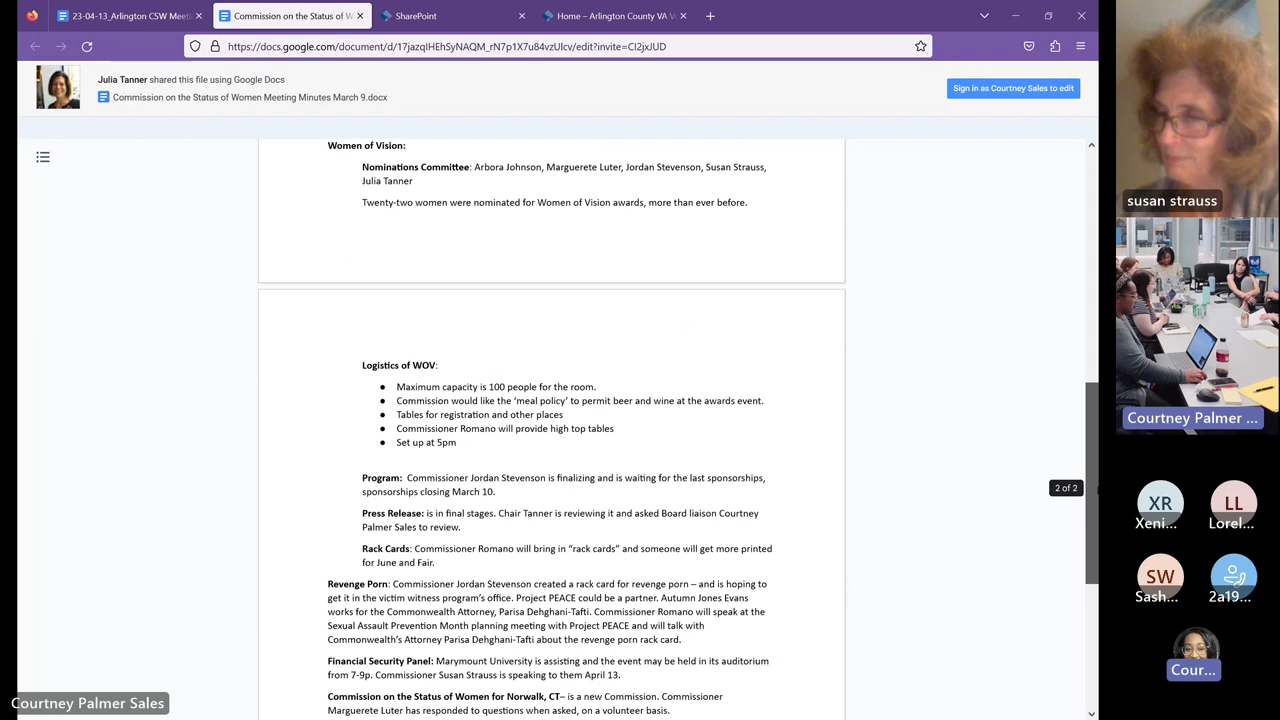 23-04-13_Arlington CSW Meeti
Commission on the Status of Wom
SharePoint
Home – Arlington County VA V
https://docs.google.com/document/d/17jazqIHEhSyNAQM_rN7p1X7u84vzUlcv/edit?invite=CI2jxJUD
Julia Tanner shared this file using Google Docs
Commission on the Status of Women Meeting Minutes March 9.docx
Sign in as Courtney Sales to edit
Women of Vision:
Nominations Committee: Arbora Johnson, Marguerete Luter, Jordan Stevenson, Susan Strauss,
Julia Tanner
Twenty-two women were nominated for Women of Vision awards, more than ever before.
Logistics of WOV:
● Maximum capacity is 100 people for the room.
● Commission would like the ‘meal policy’ to permit beer and wine at the awards event.
● Tables for registration and other places
● Commissioner Romano will provide high top tables
● Set up at 5pm
Program: Commissioner Jordan Stevenson is finalizing and is waiting for the last sponsorships,
sponsorships closing March 10.
Press Release: is in final stages. Chair Tanner is reviewing it and asked Board liaison Courtney
Palmer Sales to review.
Rack Cards: Commissioner Romano will bring in “rack cards” and someone will get more printed
for June and Fair.
Revenge Porn: Commissioner Jordan Stevenson created a rack card for revenge porn – and is hoping to
get it in the victim witness program’s office. Project PEACE could be a partner. Autumn Jones Evans
works for the Commonwealth Attorney, Parisa Dehghani-Tafti. Commissioner Romano will speak at the
Sexual Assault Prevention Month planning meeting with Project PEACE and will talk with
Commonwealth’s Attorney Parisa Dehghani-Tafti about the revenge porn rack card.
Financial Security Panel: Marymount University is assisting and the event may be held in its auditorium
from 7-9p. Commissioner Susan Strauss is speaking to them April 13.
Commission on the Status of Women for Norwalk, CT– is a new Commission. Commissioner
Marguerete Luter has responded to questions when asked, on a volunteer basis.
2 of 2
Courtney Palmer Sales
susan strauss
Courtney Palmer ...
XR
Xeni...
LL
Lorel...
SW
Sash...
2a19...
Cour...